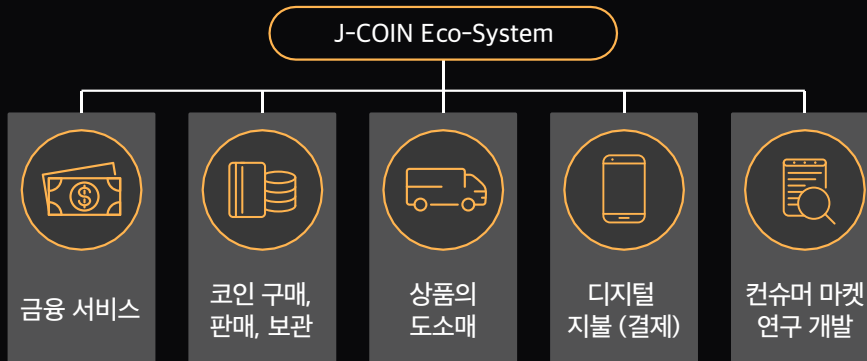 J-COIN Eco-System
금융 서비스
코인 구매,
판매, 보관
상품의
도소매
디지털
지불 (결제)
컨슈머 마켓
연구 개발